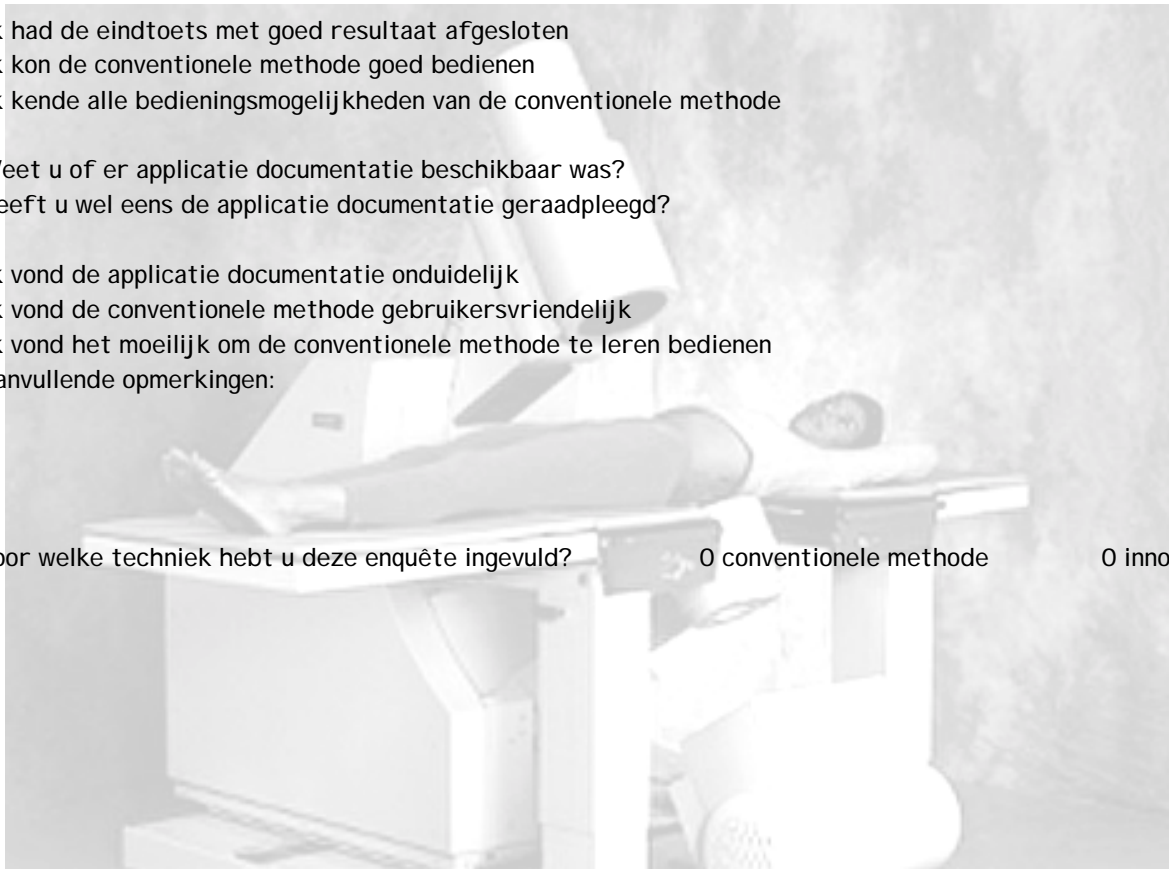 k had de eindtoets met goed resultaat afgesloten
k kon de conventionele methode goed bedienen
k kende alle bedieningsmogelijkheden van de conventionele methode
eet u of er applicatie documentatie beschikbaar was?
eeft u wel eens de applicatie documentatie geraadpleegd?
k vond de applicatie documentatie onduidelijk
k vond de conventionele methode gebruikersvriendelijk
k vond het moeilijk om de conventionele methode te leren bedienen
anvullende opmerkingen:
oor welke techniek hebt u deze enquête ingevuld? O conventionele methode O inno